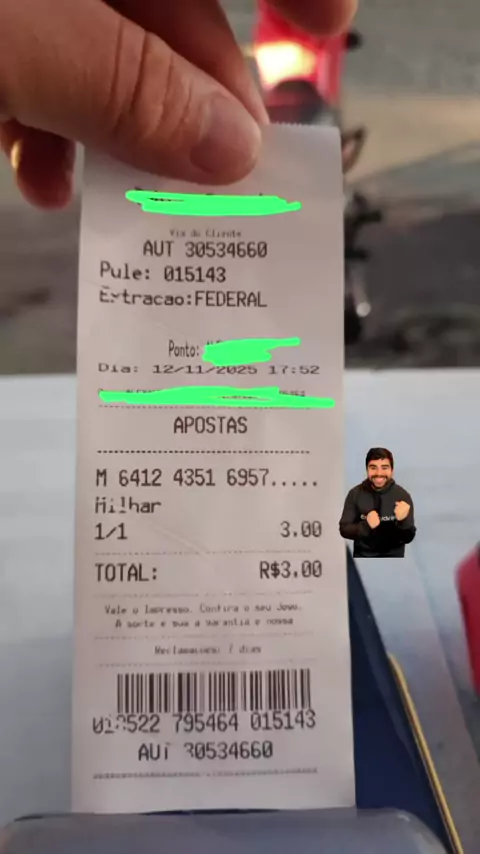 Via do Cliente
AUT 30534660
Pule: 015143
Extracao:FEDERAL
Ponto:
Dia: 12/11/2025 17:52
APOSTAS
M 6412 4351 6957.....
Milhar
1/1 3.00
TOTAL: R$3.00
Vale o Impresso. Confira o seu Jogo.
A sorte e sua a garantia e nossa
Reclamacoes: 7 dias
522 795464 015143
AUT 30534660